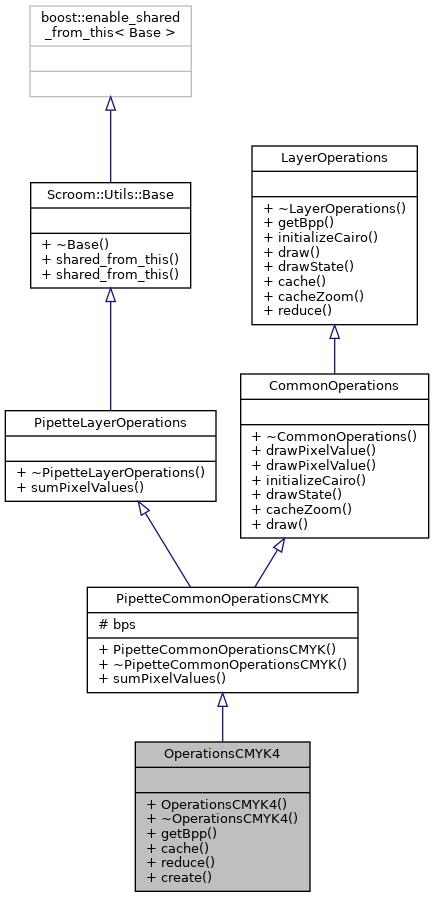 boost::enable_shared
_from_this< Base >
Scroom::Utils::Base
+ ~Base()
+ shared_from_this()
+ shared_from_this()
LayerOperations
+ ~LayerOperations()
+ getBpp()
+ initializeCairo()
+ draw()
+ drawState()
+ cache()
+ cacheZoom()
+ reduce()
PipetteLayerOperations
+ ~PipetteLayerOperations()
+ sumPixelValues()
CommonOperations
+ ~CommonOperations()
+ drawPixelValue()
+ drawPixelValue()
+ initializeCairo()
+ drawState()
+ cacheZoom()
+ draw()
PipetteCommonOperationsCMYK
# bps
+ PipetteCommonOperationsCMYK()
+ ~PipetteCommonOperationsCMYK()
+ sumPixelValues()
OperationsCMYK4
+ OperationsCMYK4()
+ ~OperationsCMYK4()
+ getBpp()
+ cache()
+ reduce()
+ create()